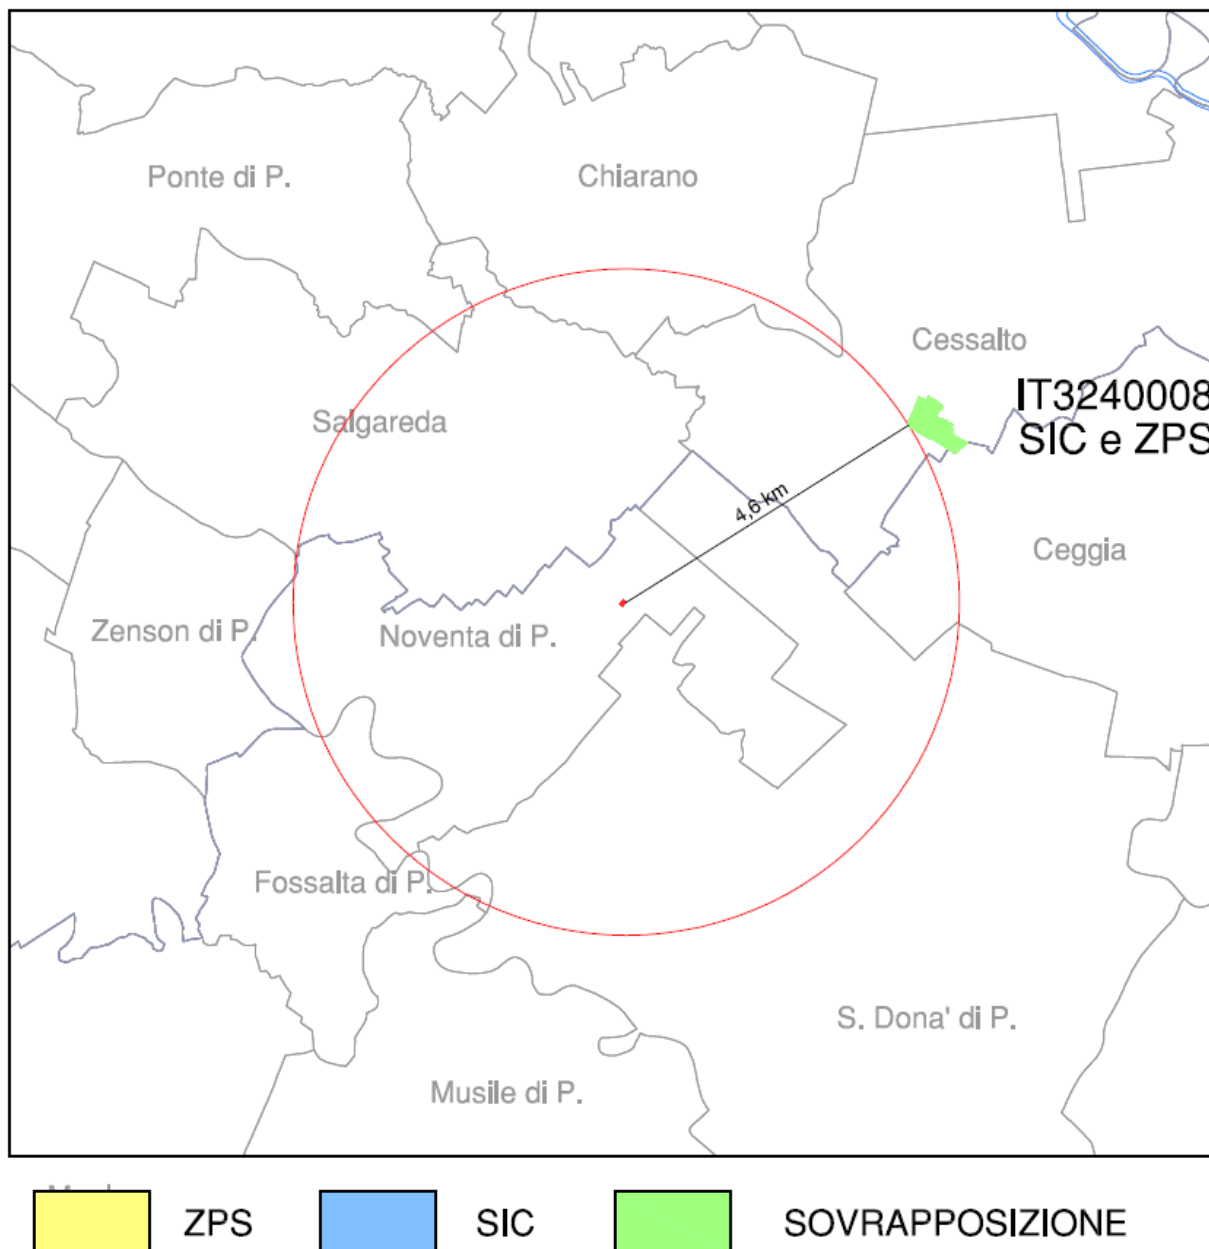 Ponte di P.
Chiarano
Cessalto
IT3240008
SIC e ZPS
Salgareda
4,6 km
Ceggia
Zenson di P.
Noventa di P.
Fossalta di P.
S. Dona' di P.
Musile di P.
ZPS
SIC
SOVRAPPOSIZIONE